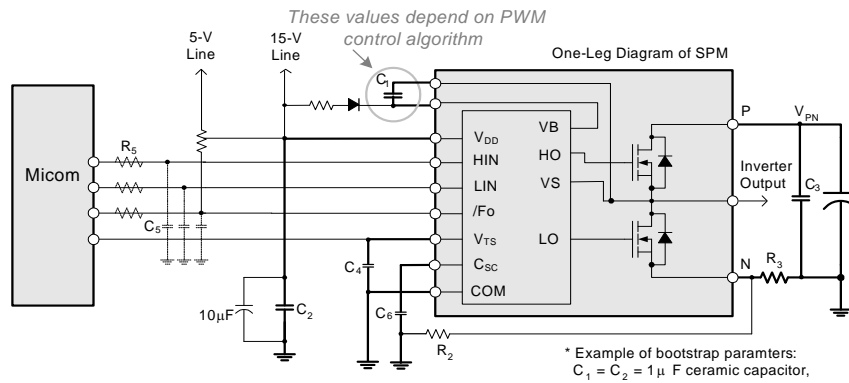 These values depend on PWM
control algorithm
5-V
Line
15-V
Line
One-Leg Diagram of SPM
C1
P
VPN
VB
VDD
R5
HIN
HO
Micom
LIN
VS
Inverter
Output
C3
/Fo
C5
VTS
LO
C4
CSC
N
R3
COM
10μF
C2
C6
R2
* Example of bootstrap paramters:
C1 = C2 = 1μ F ceramic capacitor,